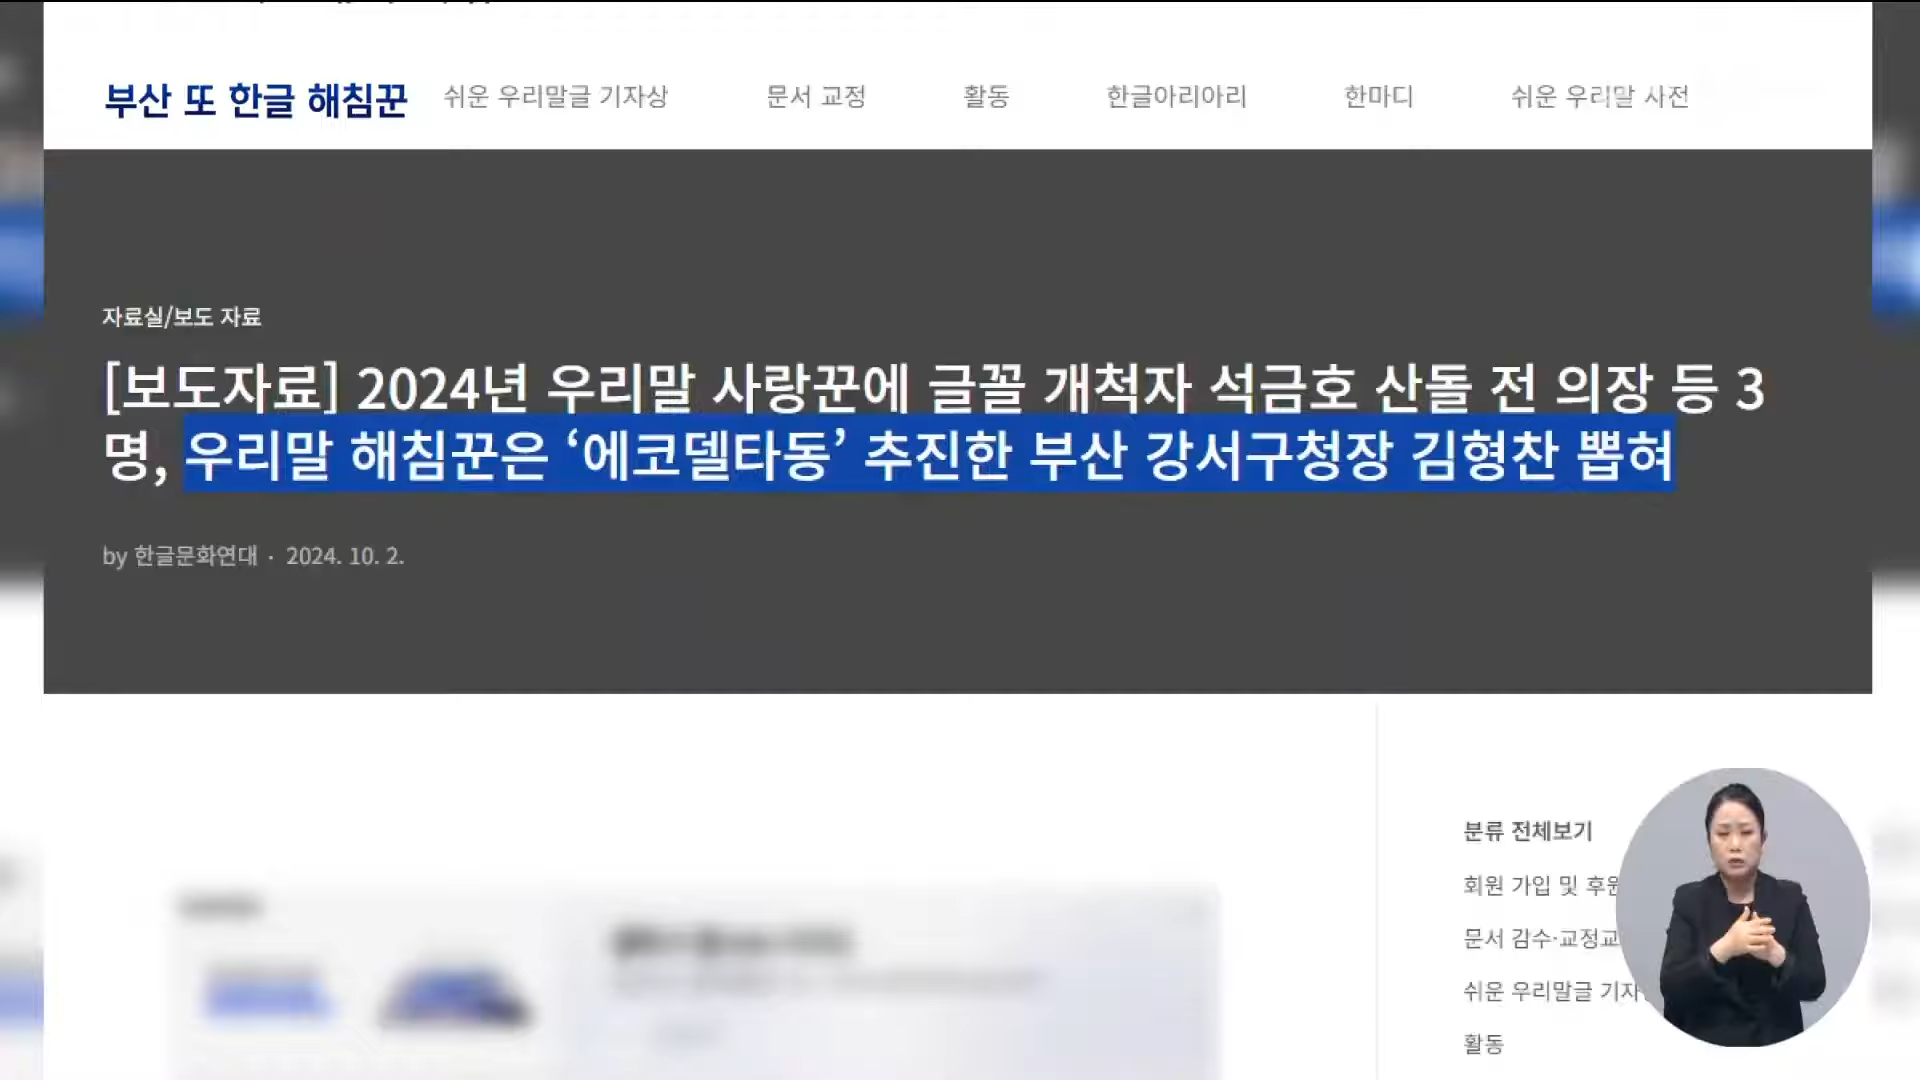 부산 또 한글 해침꾼
쉬운 우리말글 기자상
문서 교정
활동
한글아리아리
한마디
쉬운 우리말 사전
자료실/보도 자료
[보도자료] 2024년 우리말 사랑꾼에 글꼴 개척자 석금호 산돌 전 의장 등 3
명, 우리말 해침꾼은 ‘에코델타동’ 추진한 부산 강서구청장 김형찬 뽑혀
by 한글문화연대 · 2024. 10. 2.
분류 전체보기
회원 가입 및 후원
문서 감수·교정교
쉬운 우리말글 기자
활동